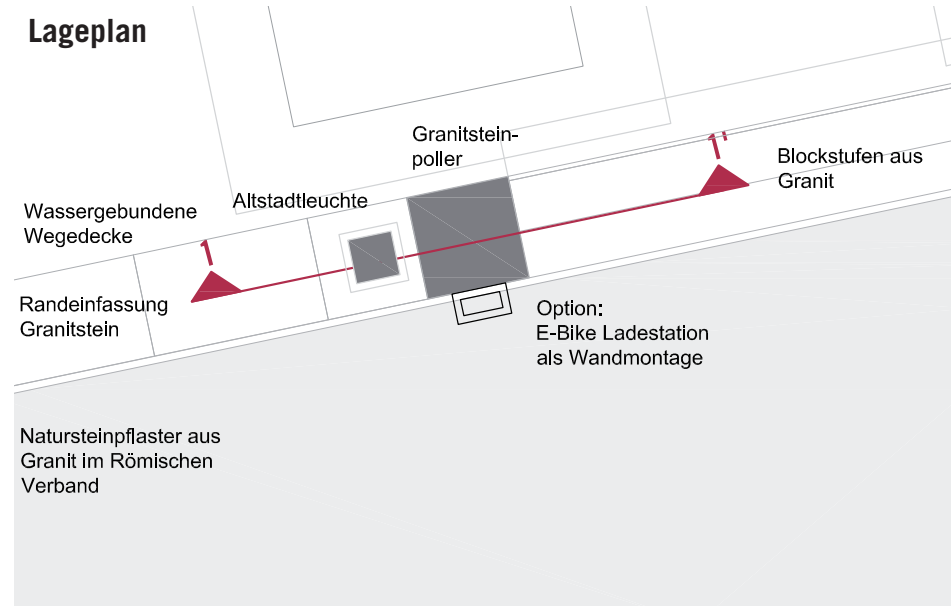 Lageplan
Granitstein-
poller
Blockstufen aus
Granit
Altstadtleuchte
Wassergebundene
Wegedecke
1
1
Randeinfassung
Granitstein
Option:
E-Bike Ladestation
als Wandmontage
Natursteinpflaster aus
Granit im Römischen
Verband